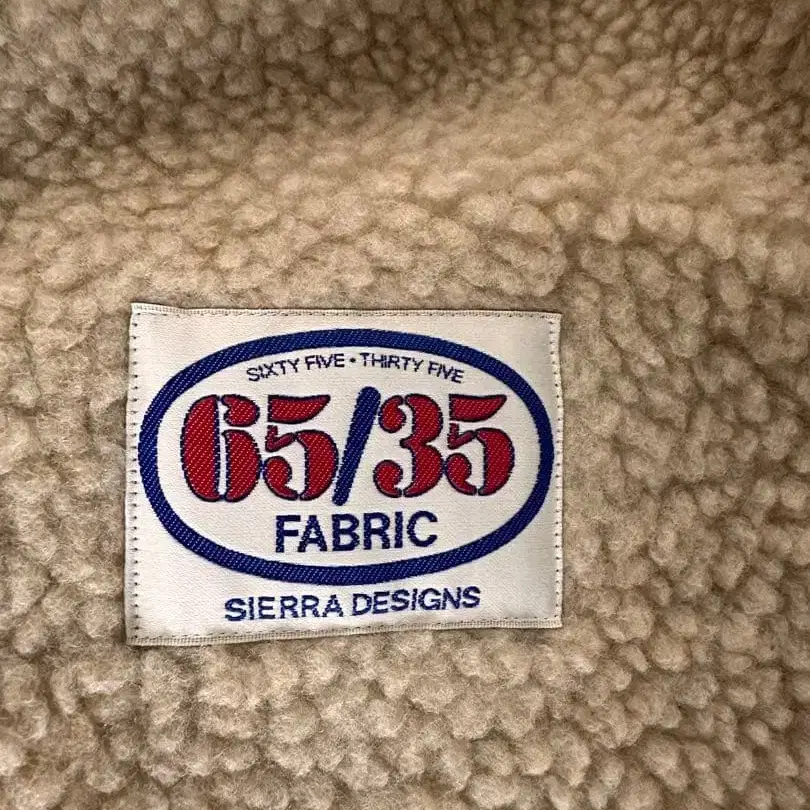 SIXTY FIVE • THIRTY FIVE
65/35
FABRIC
SIERRA DESIGNS